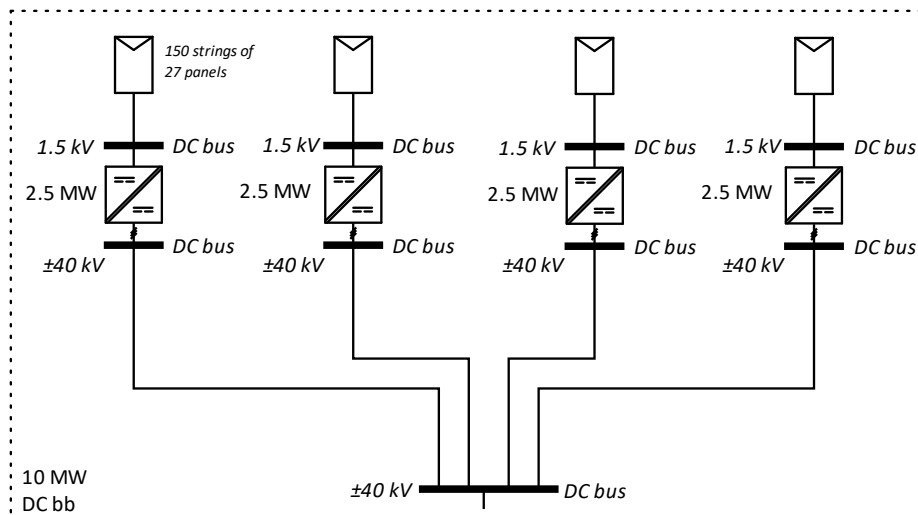 150 strings of
27 panels
1.5 kV DC bus 1.5 kV DC bus 1.5 kV DC bus 1.5 kV DC bus
2.5 MW 2.5 MW 2.5 MW 2.5 MW
DC bus DC bus DC bus DC bus
±40 kV ±40 kV ±40 kV ±40 kV
10 MW
±40 kV DC bus
DC bb